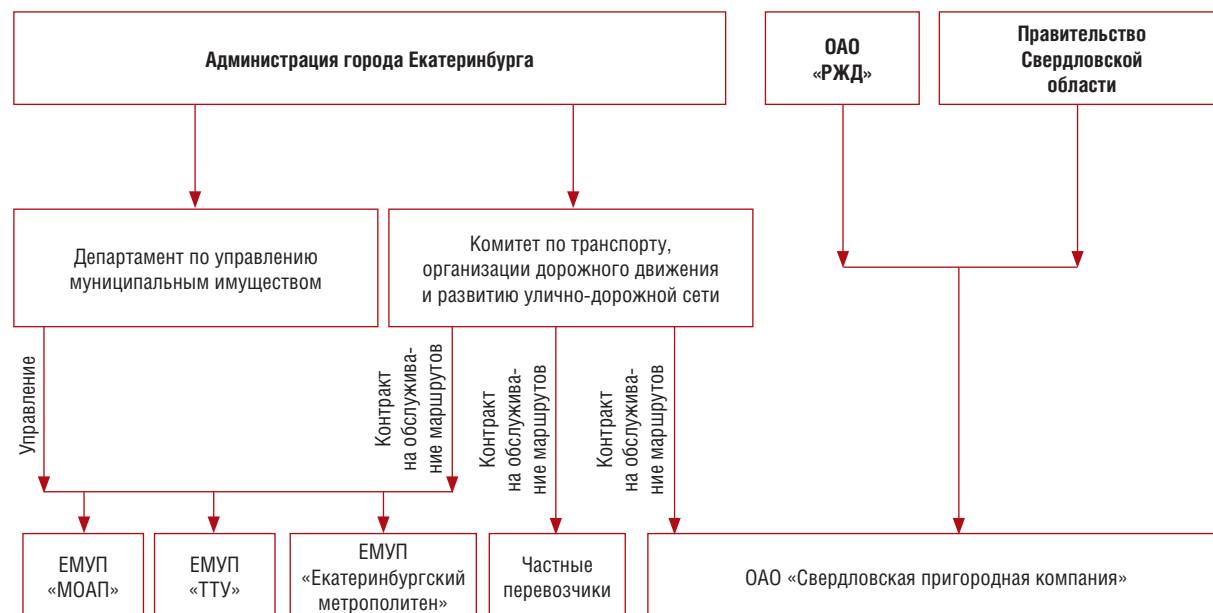 Администрация города Екатеринбурга
ОАО
«РЖД»
Правительство
Свердловской
области
Департамент по управлению
муниципальным имуществом
Комитет по транспорту,
организации дорожного движения
и развитию улично-дорожной сети
Управление
Контракт
на обслужива-
ние маршрутов
Контракт
на обслужива-
ние маршрутов
Контракт
на обслужива-
ние маршрутов
ЕМУП
«МОАП»
ЕМУП
«ТТУ»
ЕМУП
«Екатеринбургский
метрополитен»
Частные
перевозчики
ОАО «Свердловская пригородная компания»